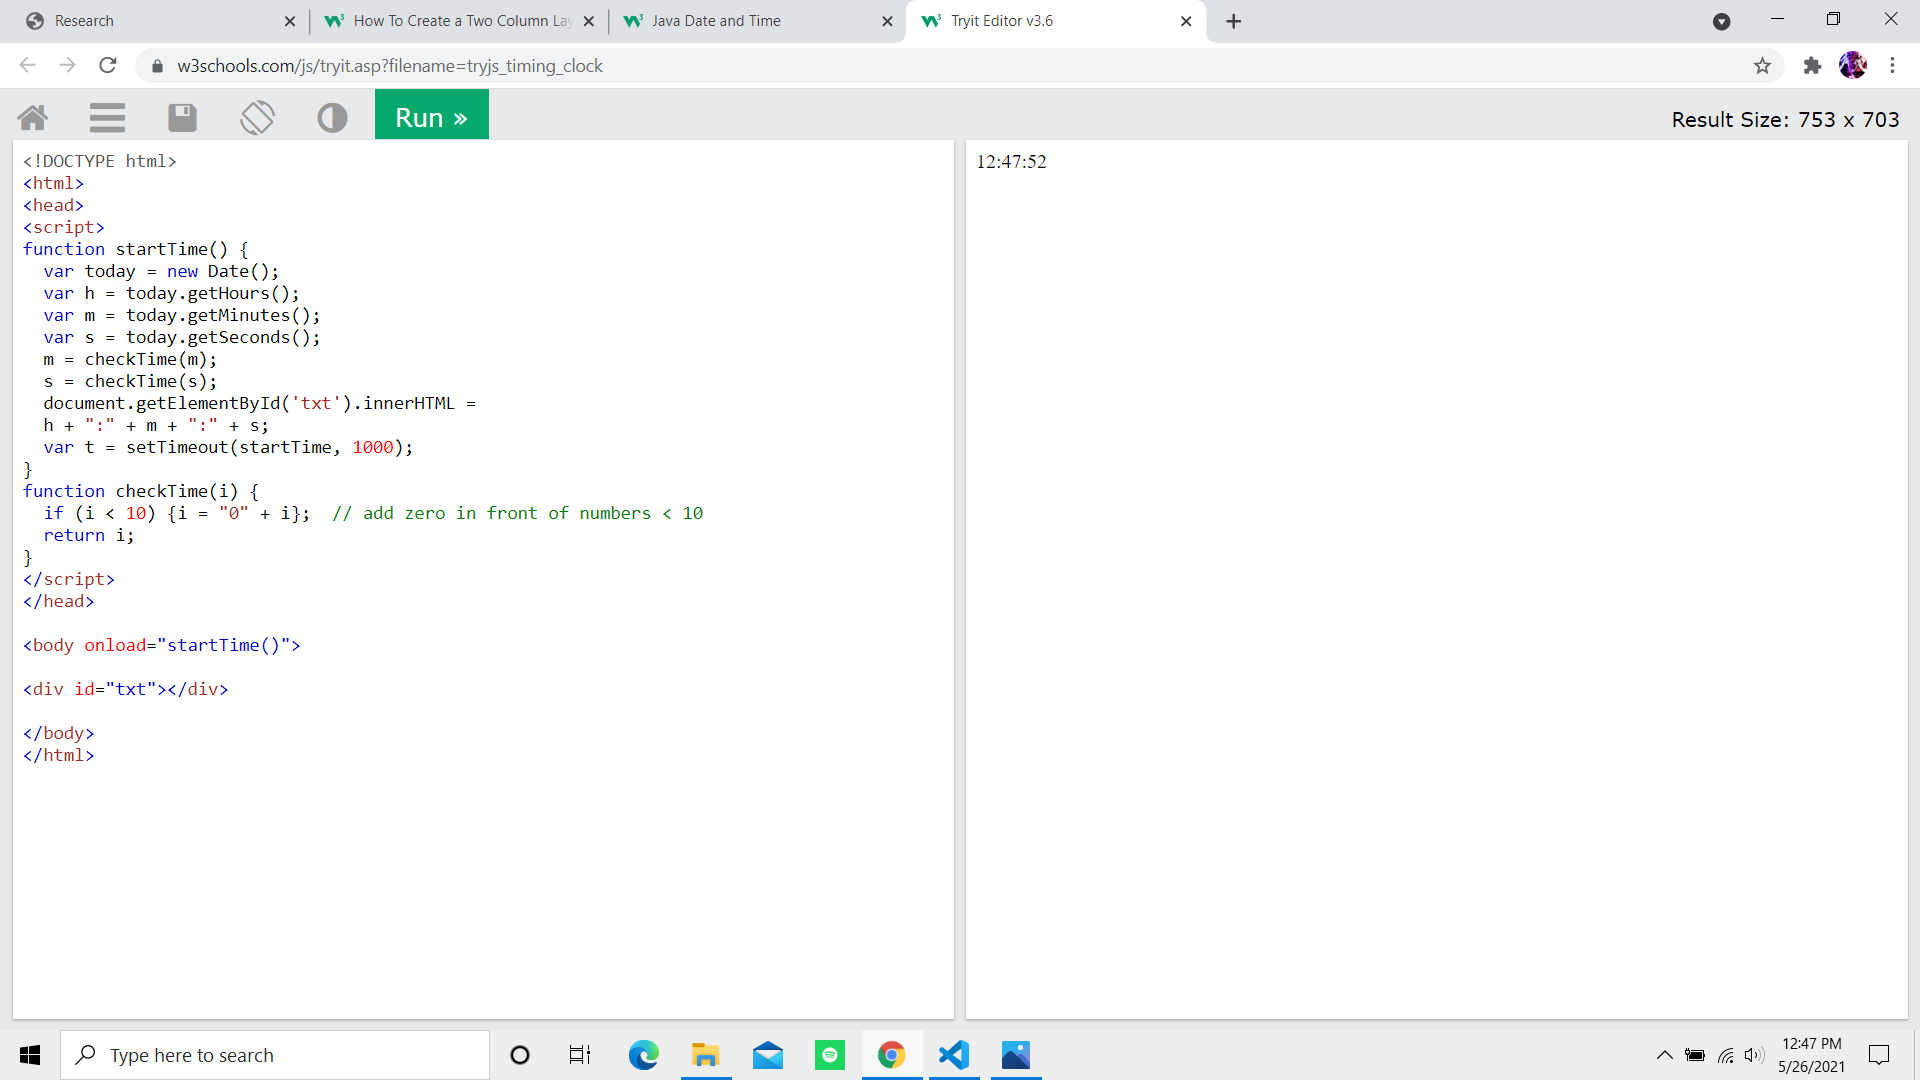 Research
How To Create a Two Column Lay
Java Date and Time
Tryit Editor v3.6
w3schools.com/js/tryit.asp?filename=tryjs_timing_clock
Run »
Result Size: 753 x 703
<!DOCTYPE html>
<html>
<head>
<script>
function startTime() {
  var today = new Date();
  var h = today.getHours();
  var m = today.getMinutes();
  var s = today.getSeconds();
  m = checkTime(m);
  s = checkTime(s);
  document.getElementById('txt').innerHTML =
  h + ":" + m + ":" + s;
  var t = setTimeout(startTime, 1000);
}
function checkTime(i) {
  if (i < 10) {i = "0" + i};  // add zero in front of numbers < 10
  return i;
}
</script>
</head>
<body onload="startTime()">
<div id="txt"></div>
</body>
</html>
12:47:52
Type here to search
12:47 PM
5/26/2021